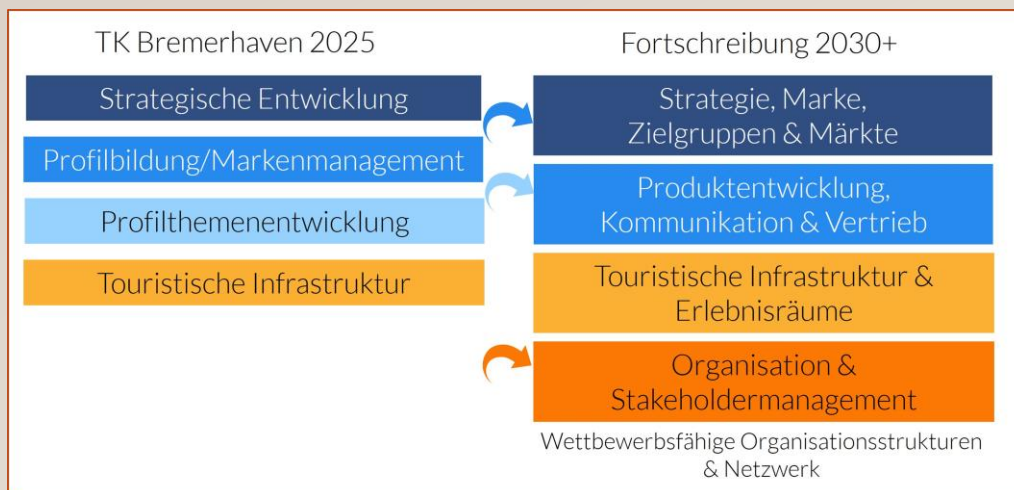 TK Bremerhaven 2025
Strategische Entwicklung
Profilbildung/Markenmanagement
Profilthemenentwicklung
Touristische Infrastruktur
Fortschreibung 2030+
Strategie, Marke,
Zielgruppen & Märkte
Produktentwicklung,
Kommunikation & Vertrieb
Touristische Infrastruktur &
Erlebnisräume
Organisation &
Stakeholdermanagement
Wettbewerbsfähige Organisationsstrukturen
& Netzwerk